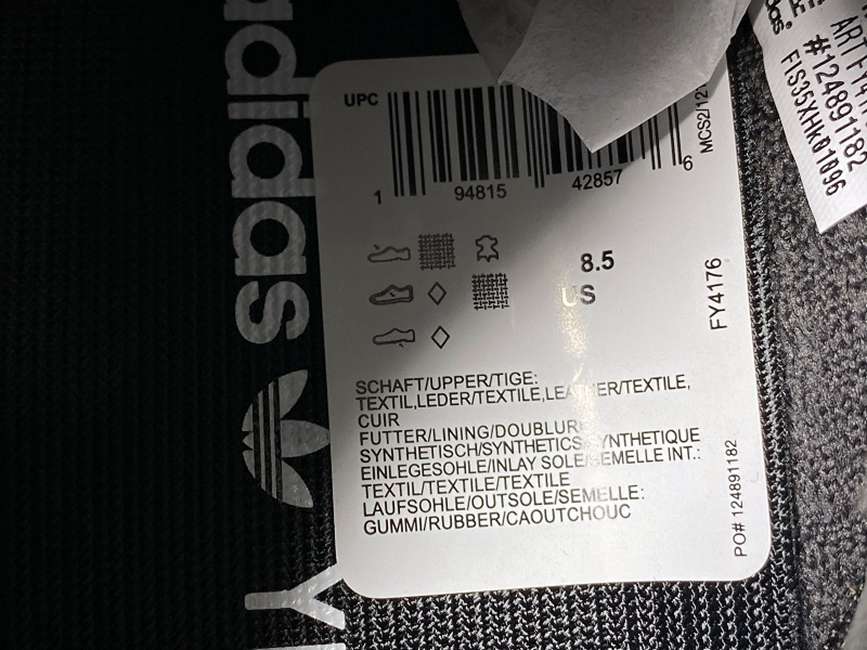 adidas
Y
UPC
1 94815 42857 6
MCS2/12
8.5
US
FY4176
SCHAFT/UPPER/TIGE:
TEXTIL,LEDER/TEXTILE,LEATHER/TEXTILE,
CUIR
FUTTER/LINING/DOUBLURE
SYNTHETISCH/SYNTHETICS SYNTHETIQUE
EINLEGESOHLE/INLAY SOLE/SEMELLE INT.:
TEXTIL/TEXTILE/TEXTILE
LAUFSOHLE/OUTSOLE/SEMELLE:
GUMMI/RUBBER/CAOUTCHOUC
PO# 124891182
#124891182
FIS35XHK01096